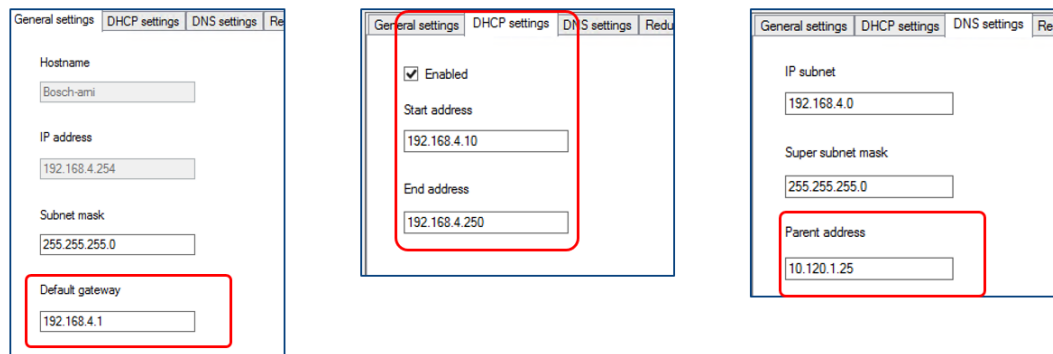 General settings DHCP settings DNS settings Re
Hostname
Bosch-ami
IP address
192.168.4.254
Subnet mask
255.255.255.0
Default gateway
192.168.4.1
General settings DHCP settings DNS settings Redu
Enabled
Start address
192.168.4.10
End address
192.168.4.250
General settings DHCP settings DNS settings Re
IP subnet
192.168.4.0
Super subnet mask
255.255.255.0
Parent address
10.120.1.25